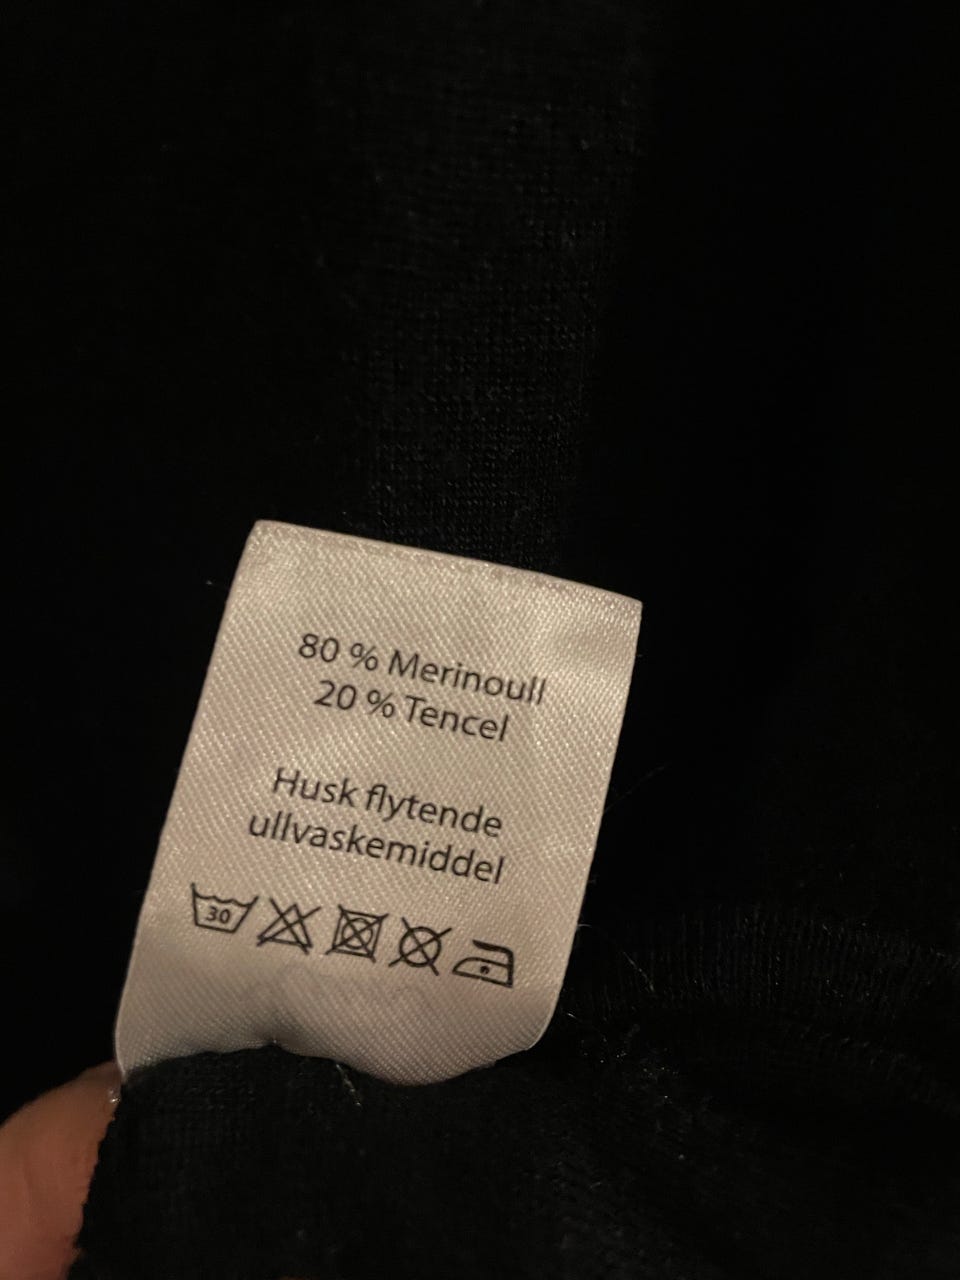 80 % Merinoull
20 % Tencel
Husk flytende
ullvaskemiddel
30